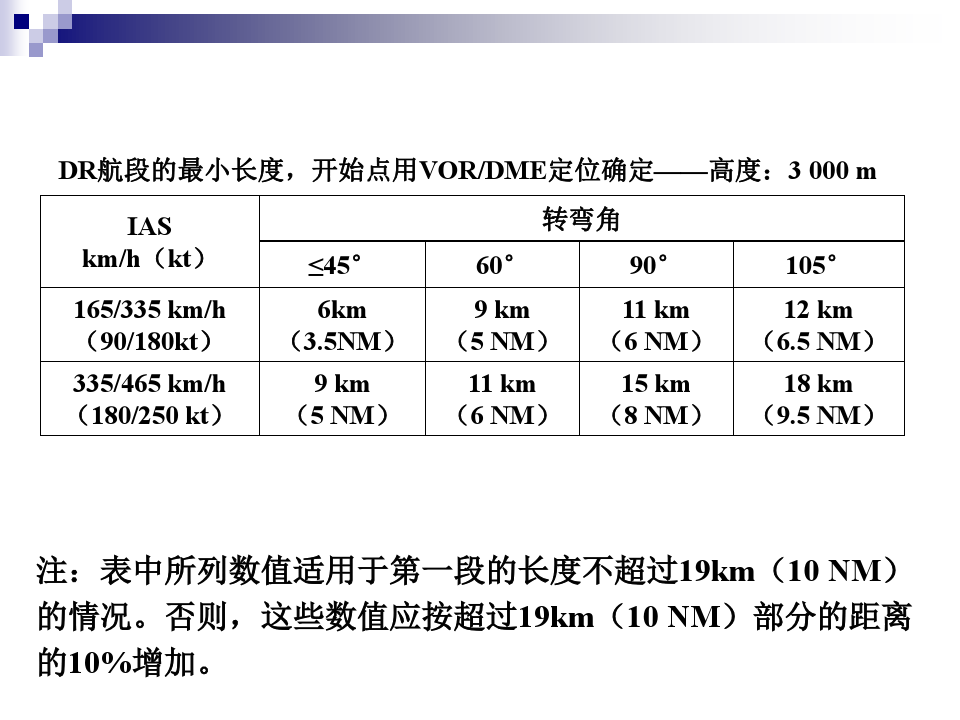 DR航段的最小长度，开始点用VOR/DME定位确定——高度：3 000 m
IAS
km/h（kt）
转弯角
≤45°
60°
90°
105°
165/335 km/h
（90/180kt）
6km
（3.5NM）
9 km
（5 NM）
11 km
（6 NM）
12 km
（6.5 NM）
335/465 km/h
（180/250 kt）
9 km
（5 NM）
11 km
（6 NM）
15 km
（8 NM）
18 km
（9.5 NM）
注：表中所列数值适用于第一段的长度不超过19km（10 NM）
的情况。否则，这些数值应按超过19km（10 NM）部分的距离
的10%增加。